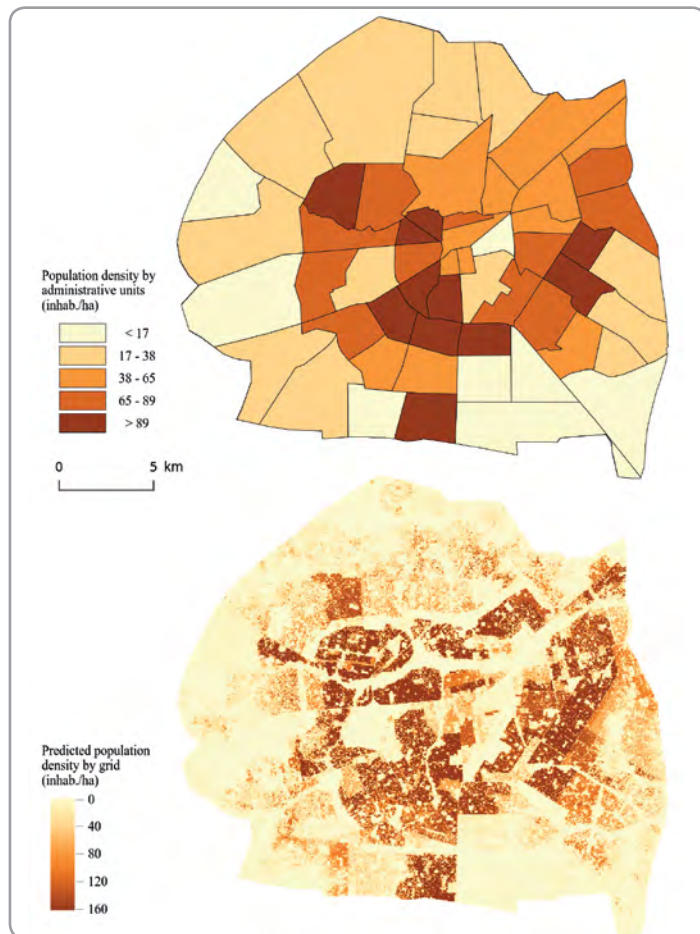 Population density by
administrative units
(inhab./ha)
< 17
17 - 38
38 - 65
65 - 89
> 89
0 5 km
Predicted population
density by grid
(inhab./ha)
0
40
80
120
160